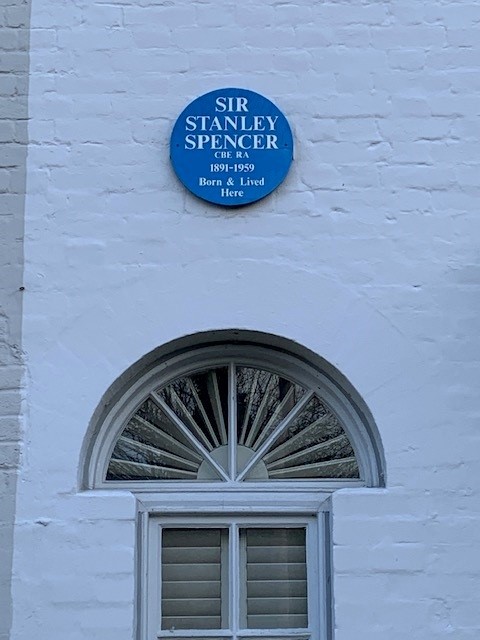 SIR
STANLEY
SPENCER
CBE RA
1891-1959
Born & Lived
Here